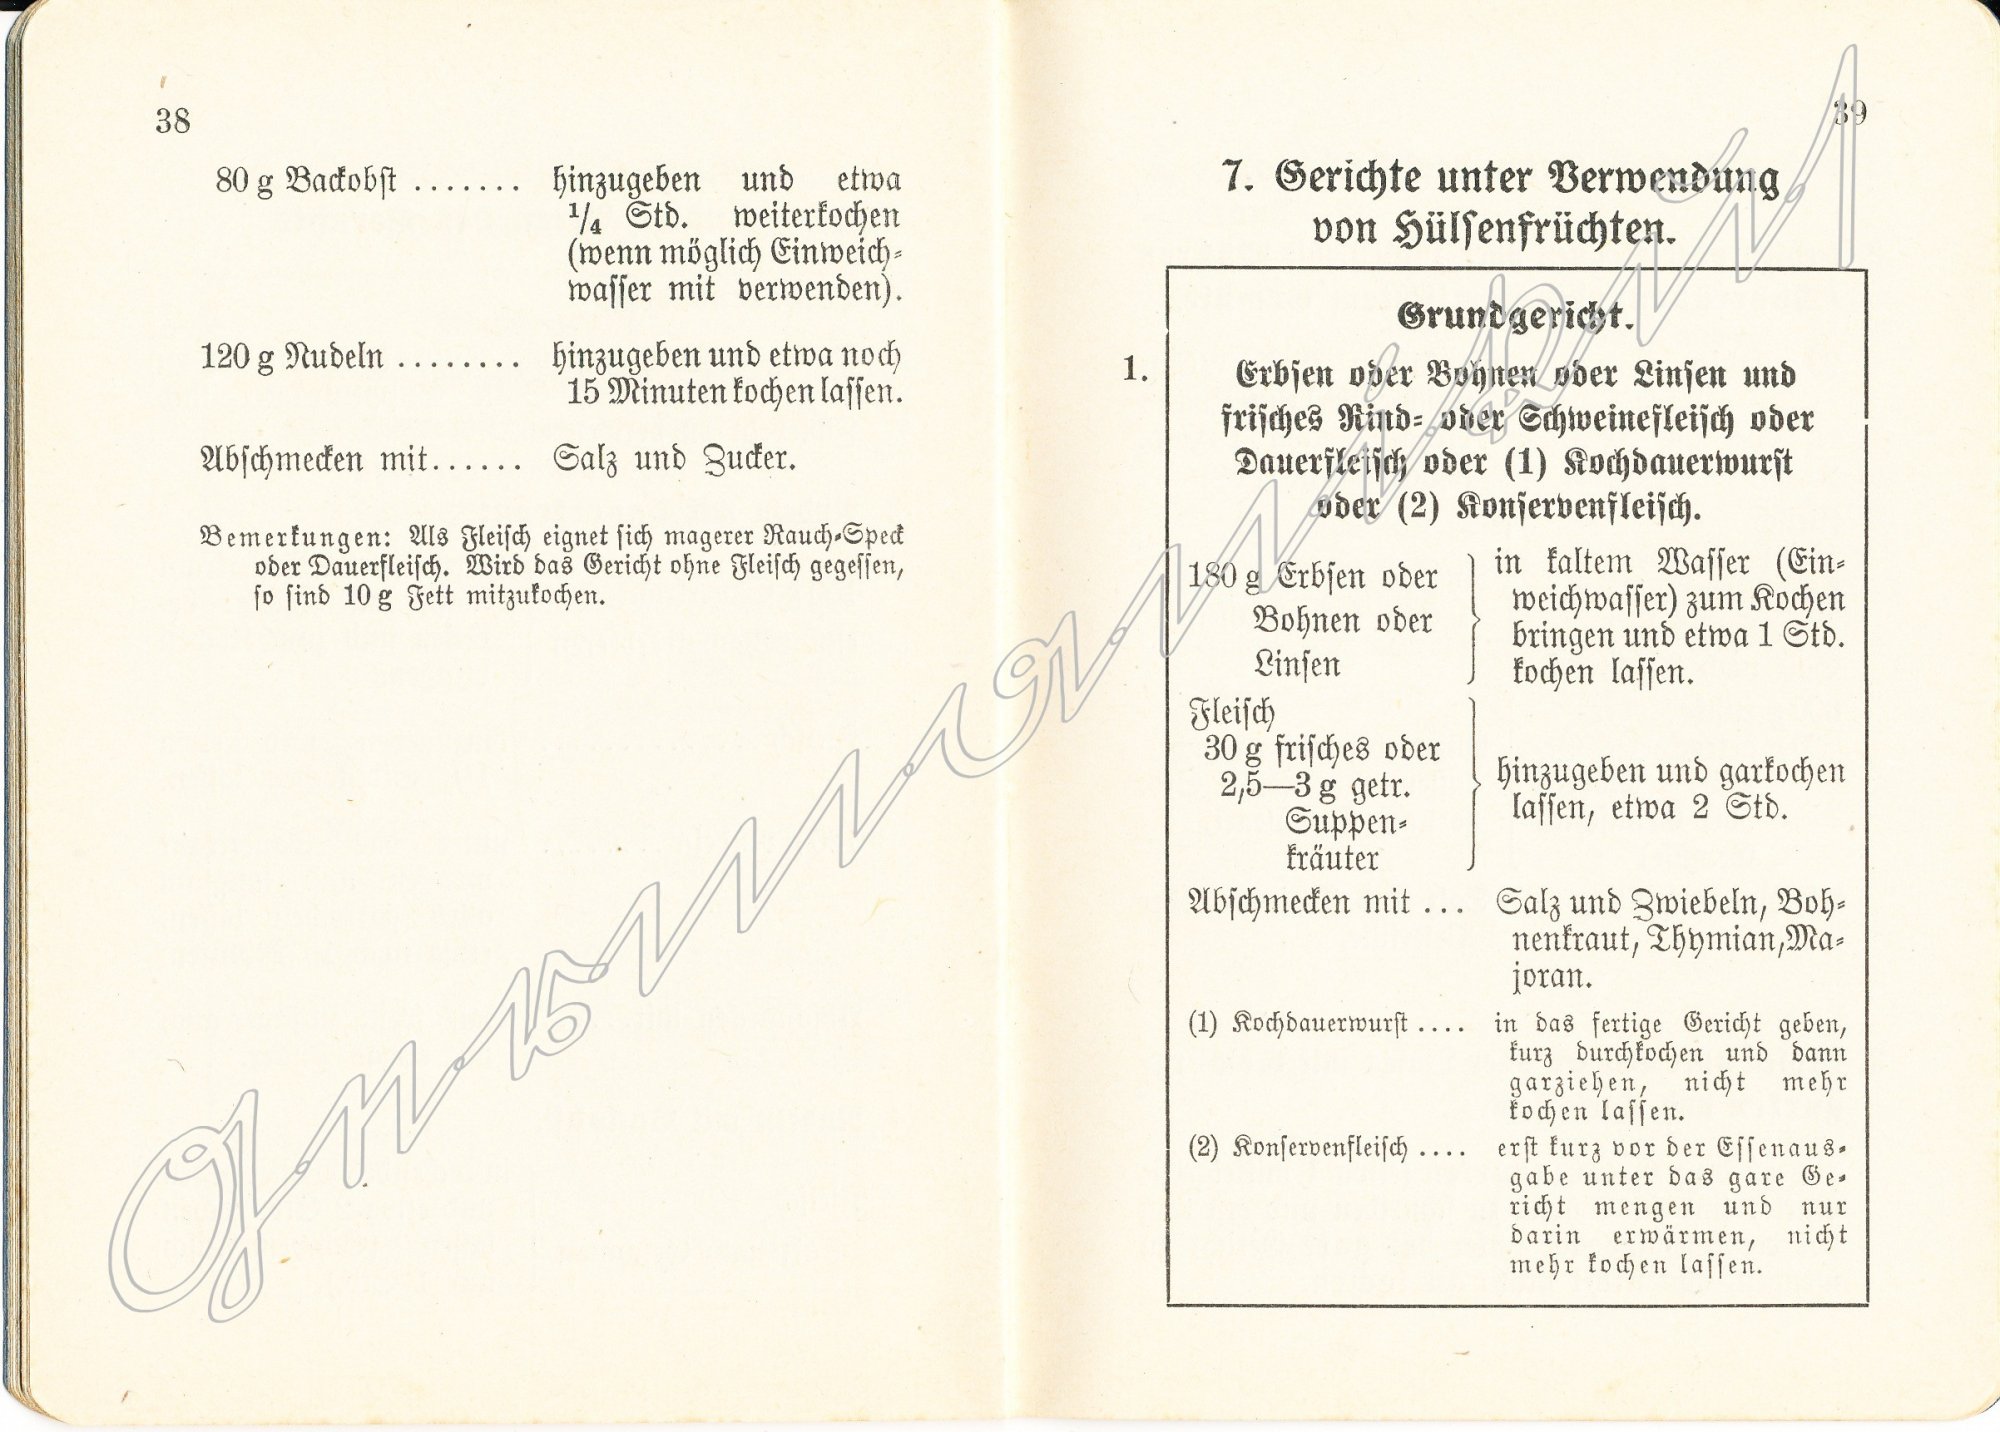 38
80 g Backobst ....... hinzugeben und etwa
1/4 Std. weiterkochen
(wenn möglich Einweich-
wasser mit verwenden).
120 g Nudeln ........ hinzugeben und etwa noch
15 Minuten kochen lassen.
Abschmecken mit...... Salz und Zucker.
Bemerkungen: Als Fleisch eignet sich magerer Rauch-Speck
oder Dauerfleisch. Wird das Gericht ohne Fleisch gegessen,
so sind 10 g Fett mitzukochen.
39
7. Gerichte unter Verwendung
von Hülsenfrüchten.
Grundgericht.
1. Erbsen oder Bohnen oder Linsen und
frisches Rind- oder Schweinefleisch oder
Dauerfleisch oder (1) Kochdauerwurst
oder (2) Konservenfleisch.
180 g Erbsen oder
Bohnen oder
Linsen
in kaltem Wasser (Ein-
weichwasser) zum Kochen
bringen und etwa 1 Std.
kochen lassen.
Fleisch
30 g frisches oder
2,5—3 g getr.
Suppen-
kräuter
hinzugeben und garkochen
lassen, etwa 2 Std.
Abschmecken mit ... Salz und Zwiebeln, Boh-
nenkraut, Thymian, Ma-
joran.
(1) Kochdauerwurst .... in das fertige Gericht geben,
kurz durchkochen und dann
garziehen, nicht mehr
kochen lassen.
(2) Konservenfleisch .... erst kurz vor der Essenaus-
gabe unter das gare Ge-
richt mengen und nur
darin erwärmen, nicht
mehr kochen lassen.